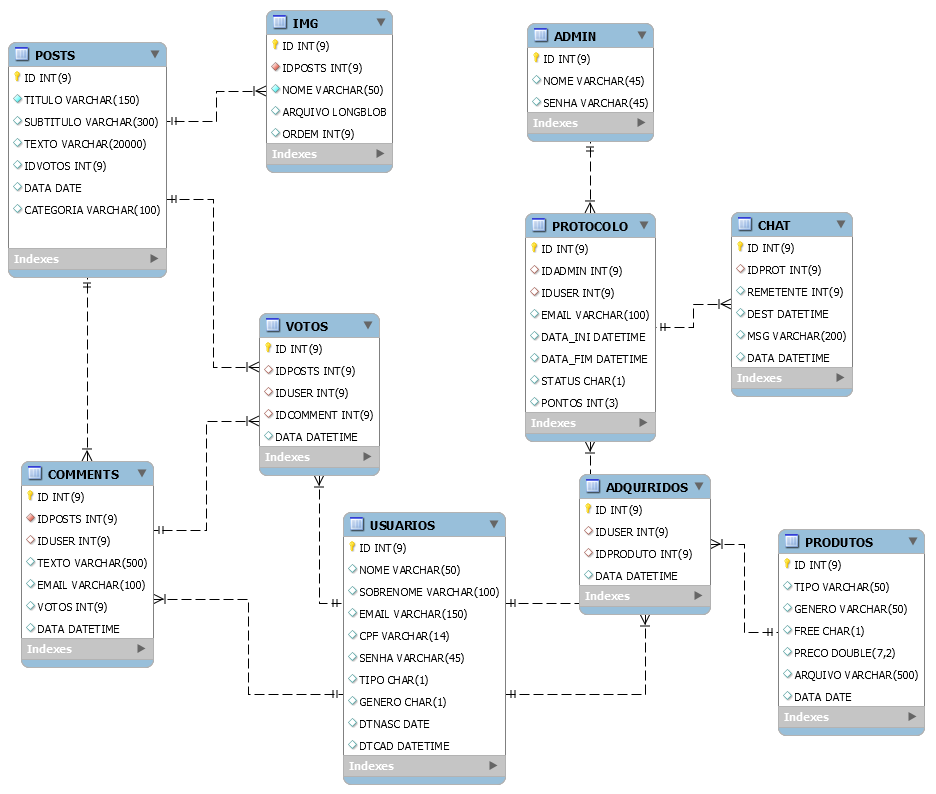 POSTS
ID INT(9)
TITULO VARCHAR(150)
SUBTITULO VARCHAR(300)
TEXTO VARCHAR(20000)
IDVOTOS INT(9)
DATA DATE
CATEGORIA VARCHAR(100)
Indexes
IMG
ID INT(9)
IDPOSTS INT(9)
NOME VARCHAR(50)
ARQUIVO LONGBLOB
ORDEM INT(9)
Indexes
ADMIN
ID INT(9)
NOME VARCHAR(45)
SENHA VARCHAR(45)
Indexes
PROTOCOLO
ID INT(9)
IDADMIN INT(9)
IDUSER INT(9)
EMAIL VARCHAR(100)
DATA_INI DATETIME
DATA_FIM DATETIME
STATUS CHAR(1)
PONTOS INT(3)
Indexes
CHAT
ID INT(9)
IDPROT INT(9)
REMETENTE INT(9)
DEST DATETIME
MSG VARCHAR(200)
DATA DATETIME
Indexes
VOTOS
ID INT(9)
IDPOSTS INT(9)
IDUSER INT(9)
IDCOMMENT INT(9)
DATA DATETIME
Indexes
COMMENTS
ID INT(9)
IDPOSTS INT(9)
IDUSER INT(9)
TEXTO VARCHAR(500)
EMAIL VARCHAR(100)
VOTOS INT(9)
DATA DATETIME
Indexes
USUARIOS
ID INT(9)
NOME VARCHAR(50)
SOBRENOME VARCHAR(100)
EMAIL VARCHAR(150)
CPF VARCHAR(14)
SENHA VARCHAR(45)
TIPO CHAR(1)
GENERO CHAR(1)
DTNASC DATE
DTCAD DATETIME
Indexes
ADQUIRIDOS
ID INT(9)
IDUSER INT(9)
IDPRODUTO INT(9)
DATA DATETIME
Indexes
PRODUTOS
ID INT(9)
TIPO VARCHAR(50)
GENERO VARCHAR(50)
FREE CHAR(1)
PRECO DOUBLE(7,2)
ARQUIVO VARCHAR(500)
DATA DATE
Indexes